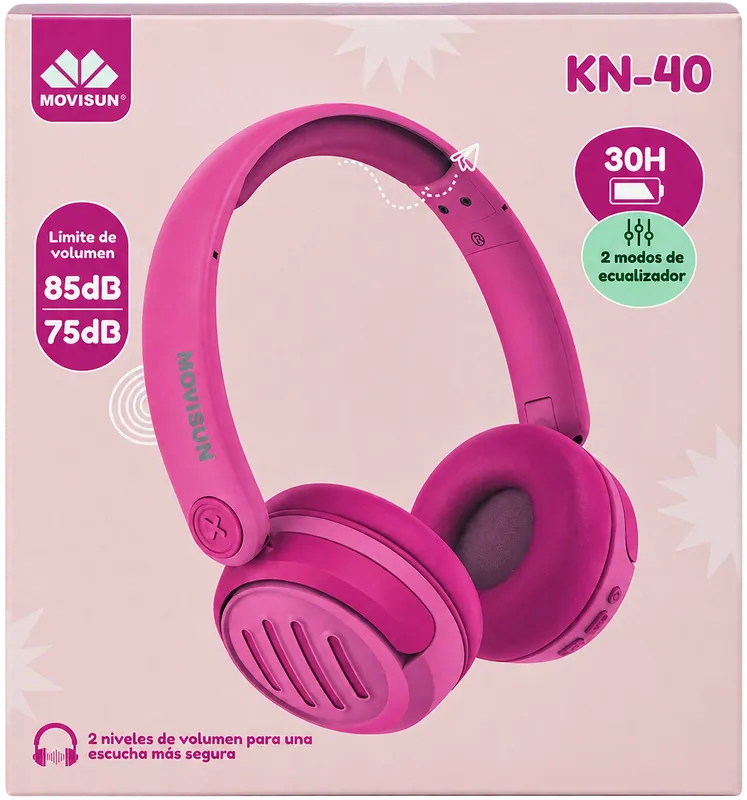 MOVISUN®
KN-40
30H
2 modos de
ecualizador
Límite de
volumen
85dB
75dB
MOVISUN
R
2 niveles de volumen para una
escucha más segura